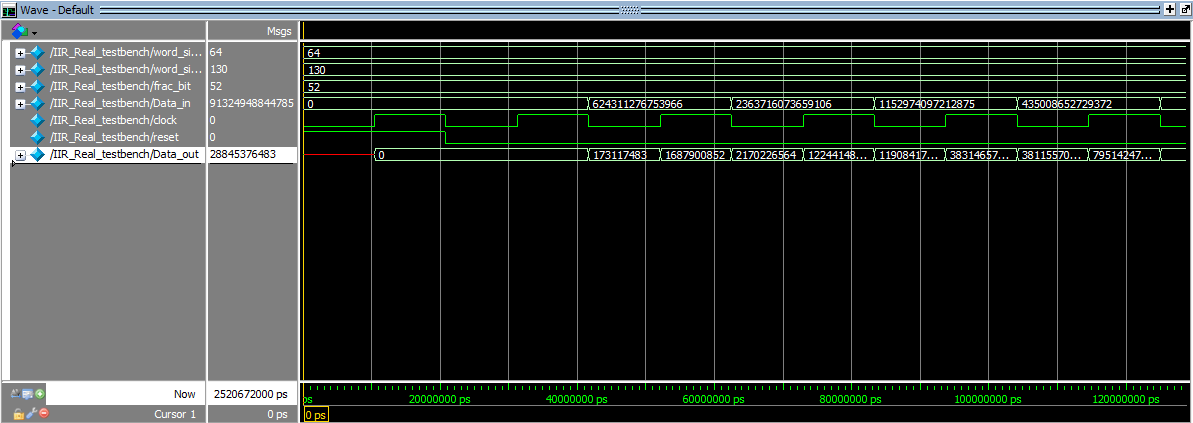 Wave - Default
Msgs
/IIR_Real_testbench/word_si... 64 64
/IIR_Real_testbench/word_si... 130 130
/IIR_Real_testbench/frac_bit 52 52
/IIR_Real_testbench/Data_in 91324948844785 0 624311276753966 2363716073659106 1152974097212875 435008652729372
/IIR_Real_testbench/clock 0
/IIR_Real_testbench/reset 0
/IIR_Real_testbench/Data_out 28845376483 0 173117483 1687900852 2170226564 12244148... 11908417... 38314657... 38115570... 79514247...
Now 2520672000 ps ps 20000000 ps 40000000 ps 60000000 ps 80000000 ps 100000000 ps 120000000 ps
Cursor 1 0 ps 0 ps